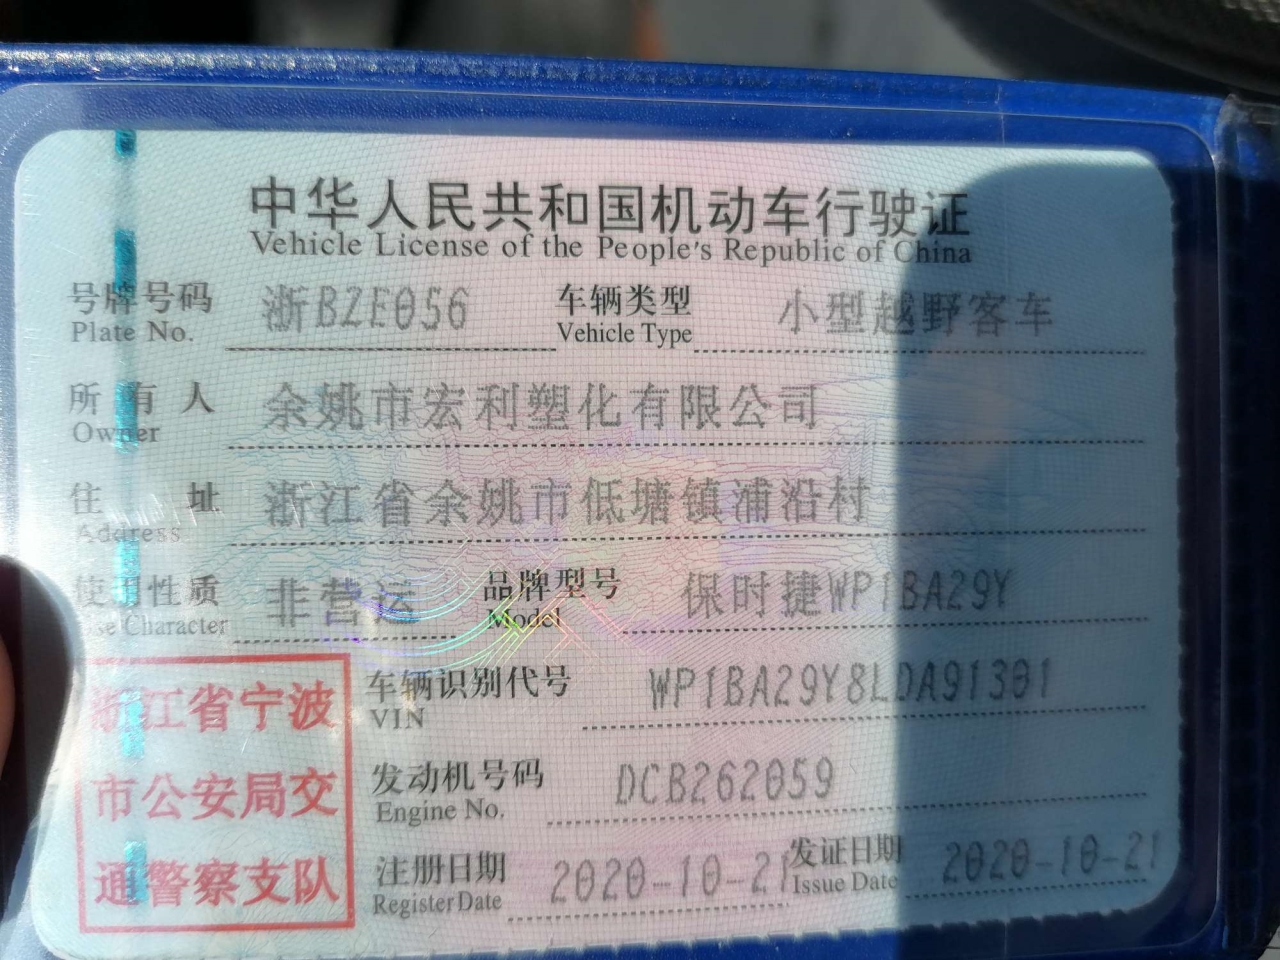 中华人民共和国机动车行驶证
Vehicle License of the People's Republic of China
号牌号码 浙BZE056 车辆类型 小型越野客车
Plate No. Vehicle Type
所有人 余姚市宏利塑化有限公司
Owner
住址 浙江省余姚市低塘镇浦沿村
Address
使用性质 非营运 品牌型号 保时捷WP1BA29Y
Use Character Model
浙江省宁波
市公安局交
通警察支队
车辆识别代号 WP1BA29Y8LDA91301
VIN
发动机号码 DCB262059
Engine No.
注册日期 2020-10-21 发证日期 2020-10-21
Register Date Issue Date